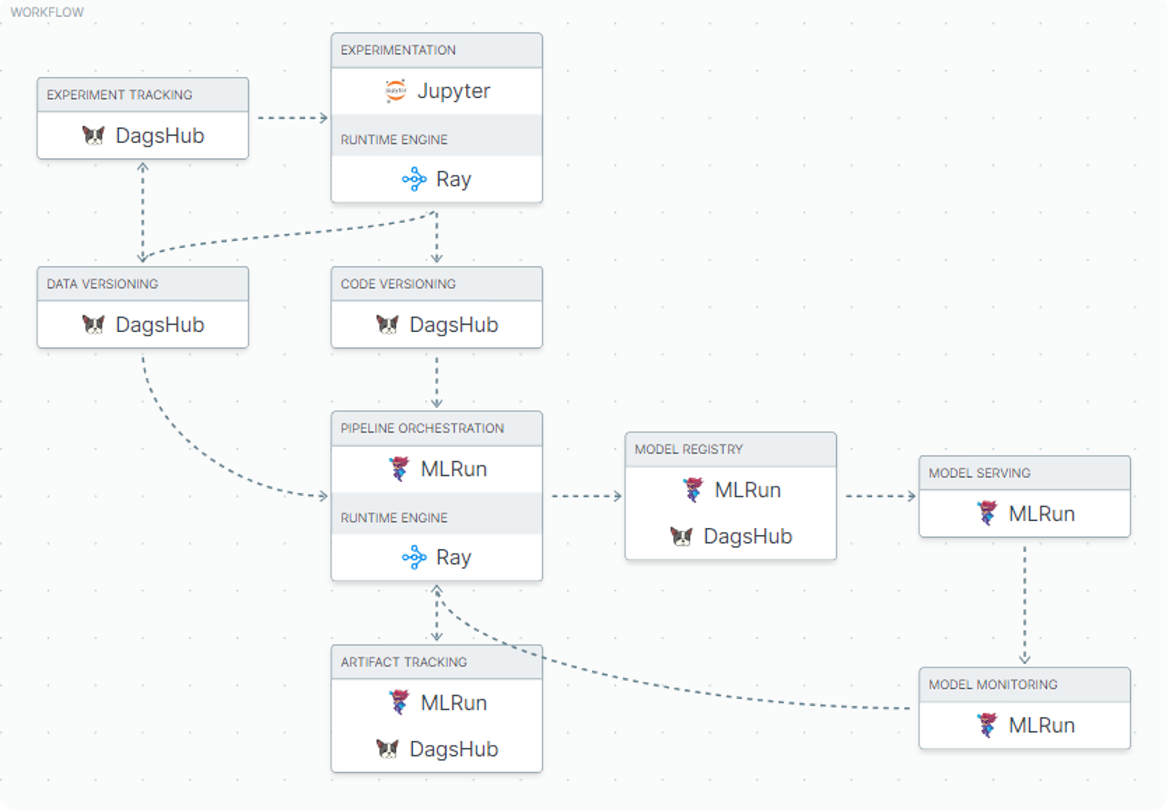 WORKFLOW
EXPERIMENTATION
Jupyter
RUNTIME ENGINE
Ray
EXPERIMENT TRACKING
DagsHub
DATA VERSIONING
DagsHub
CODE VERSIONING
DagsHub
PIPELINE ORCHESTRATION
MLRun
RUNTIME ENGINE
Ray
MODEL REGISTRY
MLRun
DagsHub
MODEL SERVING
MLRun
ARTIFACT TRACKING
MLRun
DagsHub
MODEL MONITORING
MLRun